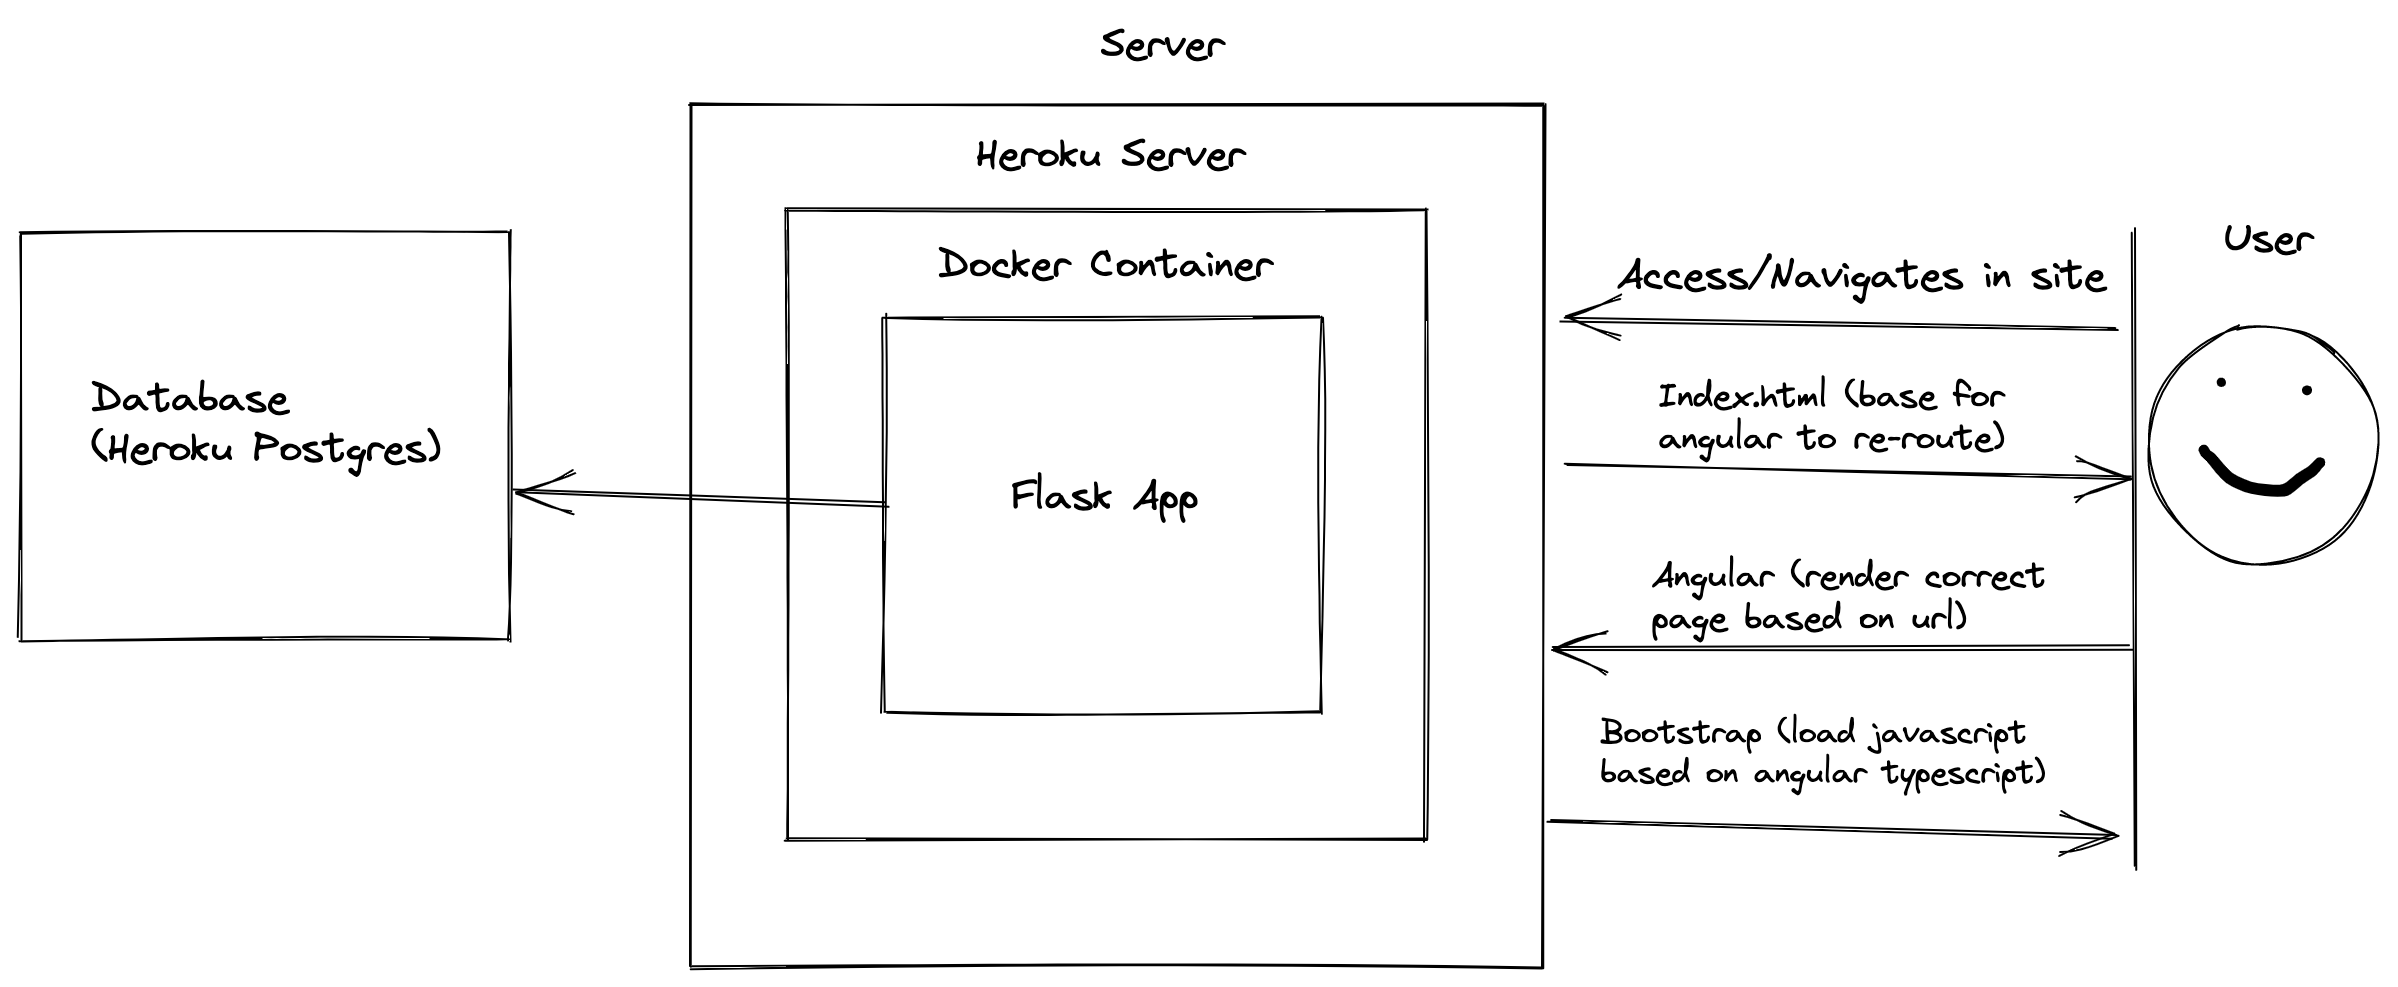 Server
Heroku Server
Docker Container
Flask App
Database
(Heroku Postgres)
User
Access/Navigates in site
Index.html (base for
angular to re-route)
Angular (render correct
page based on url)
Bootstrap (load javascript
based on angular typescript)